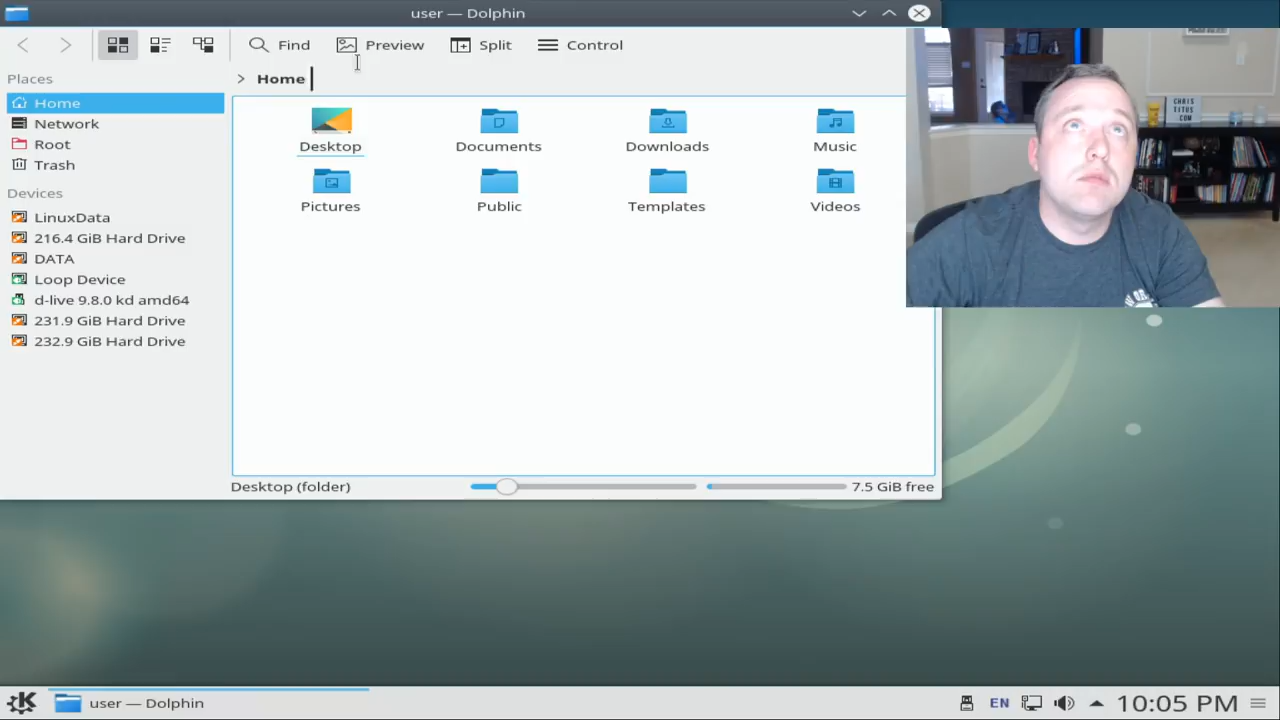 user — Dolphin
Find
Preview
Split
Control
Places
> Home
Home
Network
Root
Trash
Devices
LinuxData
216.4 GiB Hard Drive
DATA
Loop Device
d-live 9.8.0 kd amd64
231.9 GiB Hard Drive
232.9 GiB Hard Drive
Desktop
Documents
Downloads
Music
Pictures
Public
Templates
Videos
CHRIS
TITUS
.COM
Desktop (folder)
7.5 GiB free
user — Dolphin
EN
10:05 PM